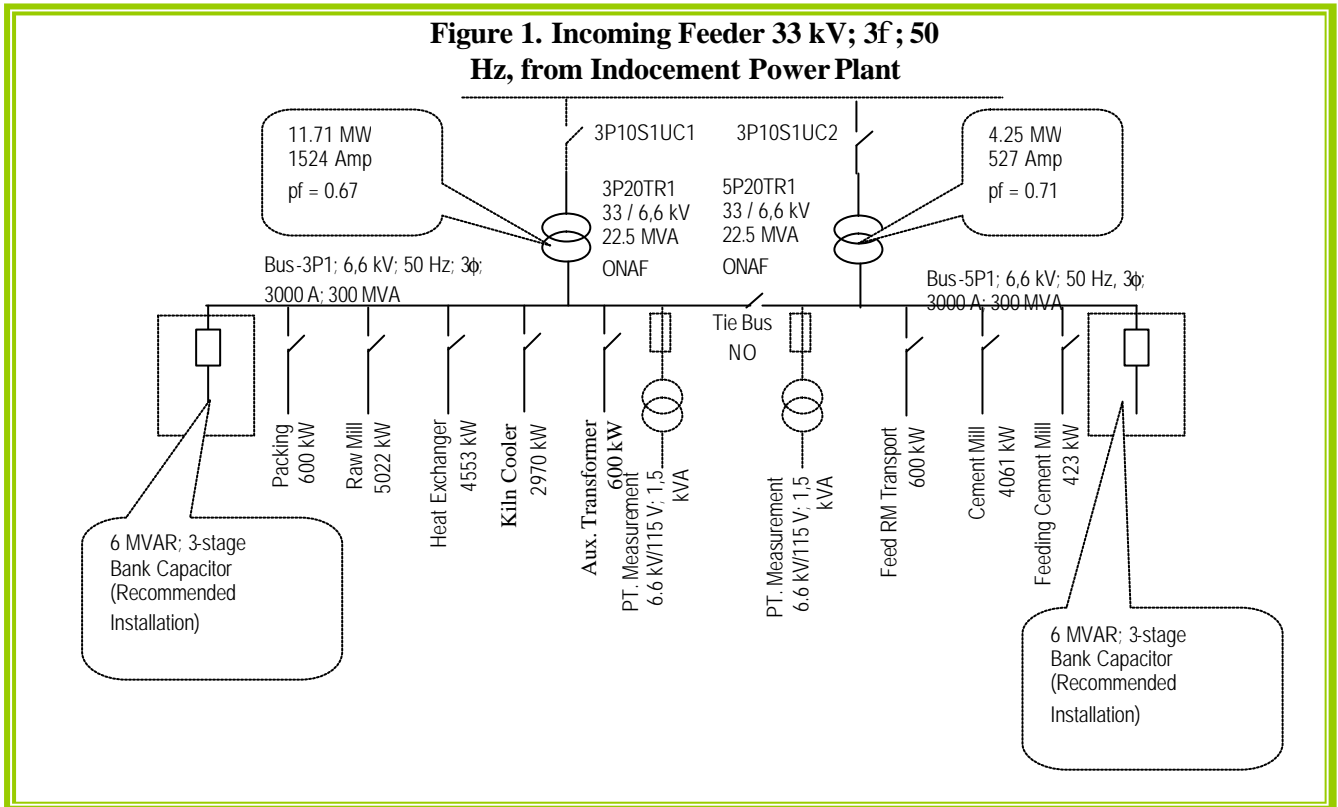 Figure 1. Incoming Feeder 33 kV; 3f ; 50
Hz, from Indocement Power Plant
11.71 MW
1524 Amp
pf = 0.67
3P10S1UC1
3P10S1UC2
4.25 MW
527 Amp
pf = 0.71
3P20TR1
33 / 6,6 kV
22.5 MVA
ONAF
5P20TR1
33 / 6,6 kV
22.5 MVA
ONAF
Bus-3P1; 6,6 kV; 50 Hz; 3ϕ;
3000 A; 300 MVA
Bus-5P1; 6,6 kV; 50 Hz, 3ϕ;
3000 A; 300 MVA
Tie Bus
NO
Packing
600 kW
Raw Mill
5022 kW
Heat Exchanger
4553 kW
Kiln Cooler
2970 kW
Aux. Transformer
600 kW
PT. Measurement
6.6 kV/115 V; 1,5
kVA
PT. Measurement
6.6 kV/115 V; 1,5
kVA
Feed RM Transport
600 kW
Cement Mill
4061 kW
Feeding Cement Mill
423 kW
6 MVAR; 3-stage
Bank Capacitor
(Recommended
Installation)
6 MVAR; 3-stage
Bank Capacitor
(Recommended
Installation)